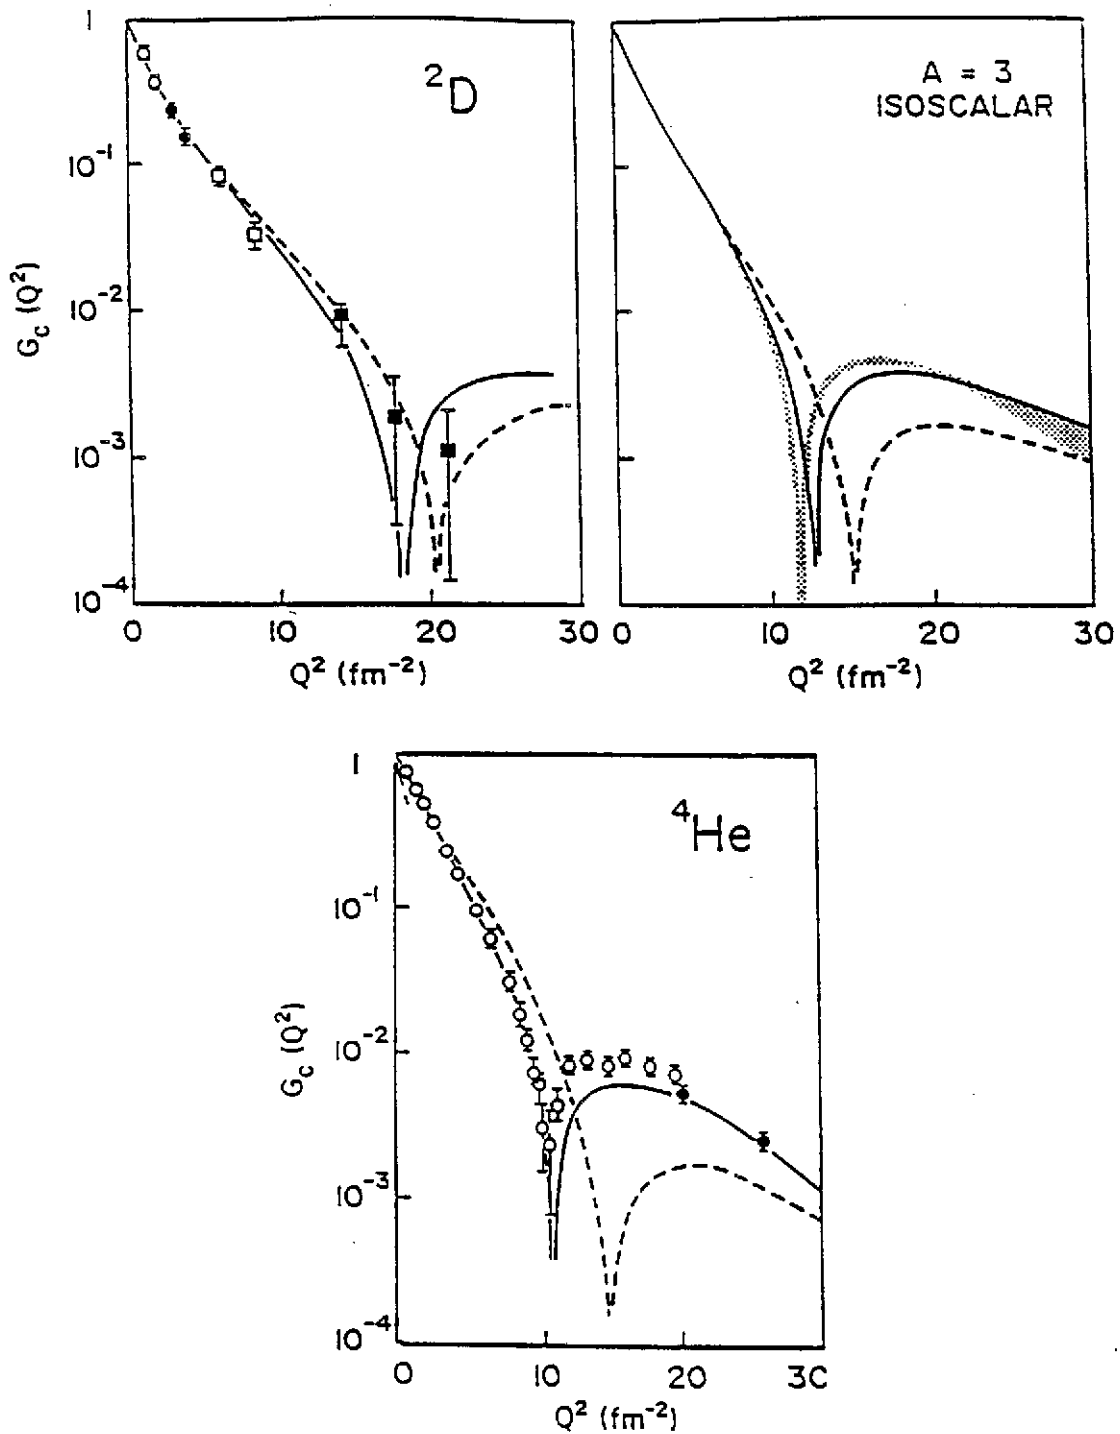 1
10⁻¹
10⁻²
10⁻³
10⁻⁴
G_C (Q²)
²D
0 10 20 30
Q² (fm⁻²)
A = 3
ISOSCALAR
0 10 20 30
Q² (fm⁻²)
1
10⁻¹
10⁻²
10⁻³
10⁻⁴
G_C (Q²)
⁴He
0 10 20 30
Q² (fm⁻²)